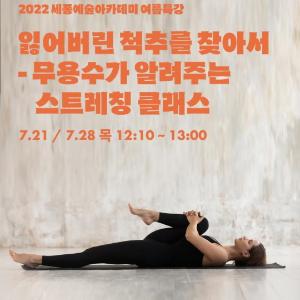 2022 세종예술아카데미 여름특강
잃어버린 척추를 찾아서
- 무용수가 알려주는
스트레칭 클래스
7.21 / 7.28 목 12:10 ~ 13:00